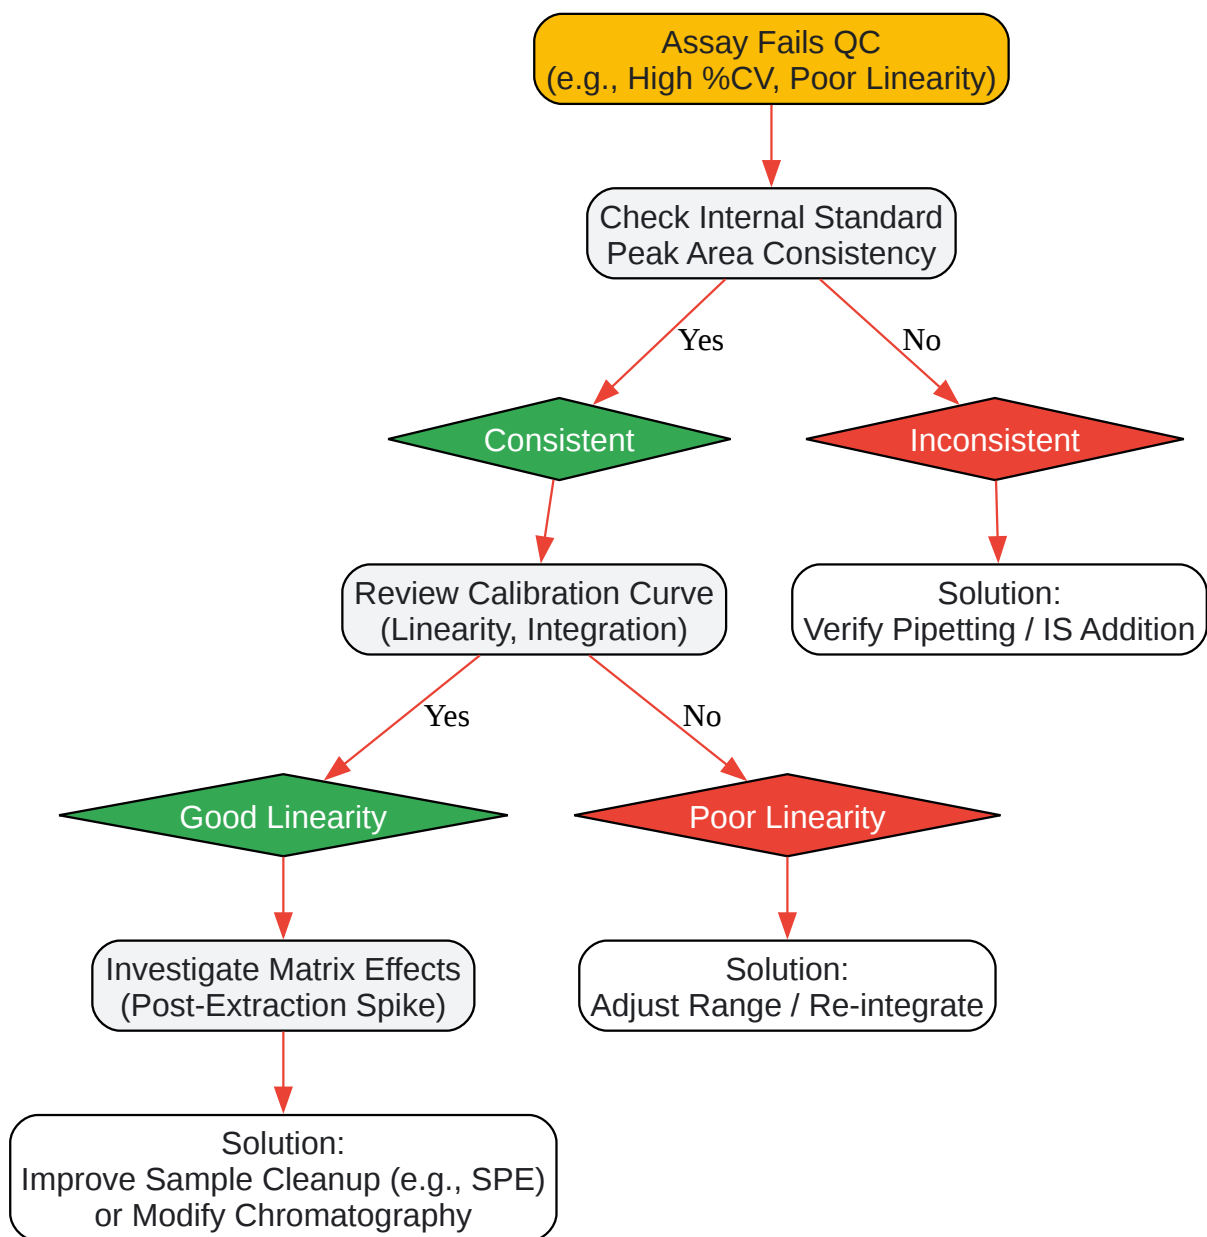 Assay Fails QC
(e.g., High %CV, Poor Linearity)
Check Internal Standard
Peak Area Consistency
Yes
No
Consistent
Inconsistent
Review Calibration Curve
(Linearity, Integration)
Solution:
Verify Pipetting / IS Addition
Yes
No
Good Linearity
Poor Linearity
Investigate Matrix Effects
(Post-Extraction Spike)
Solution:
Adjust Range / Re-integrate
Solution:
Improve Sample Cleanup (e.g., SPE)
or Modify Chromatography